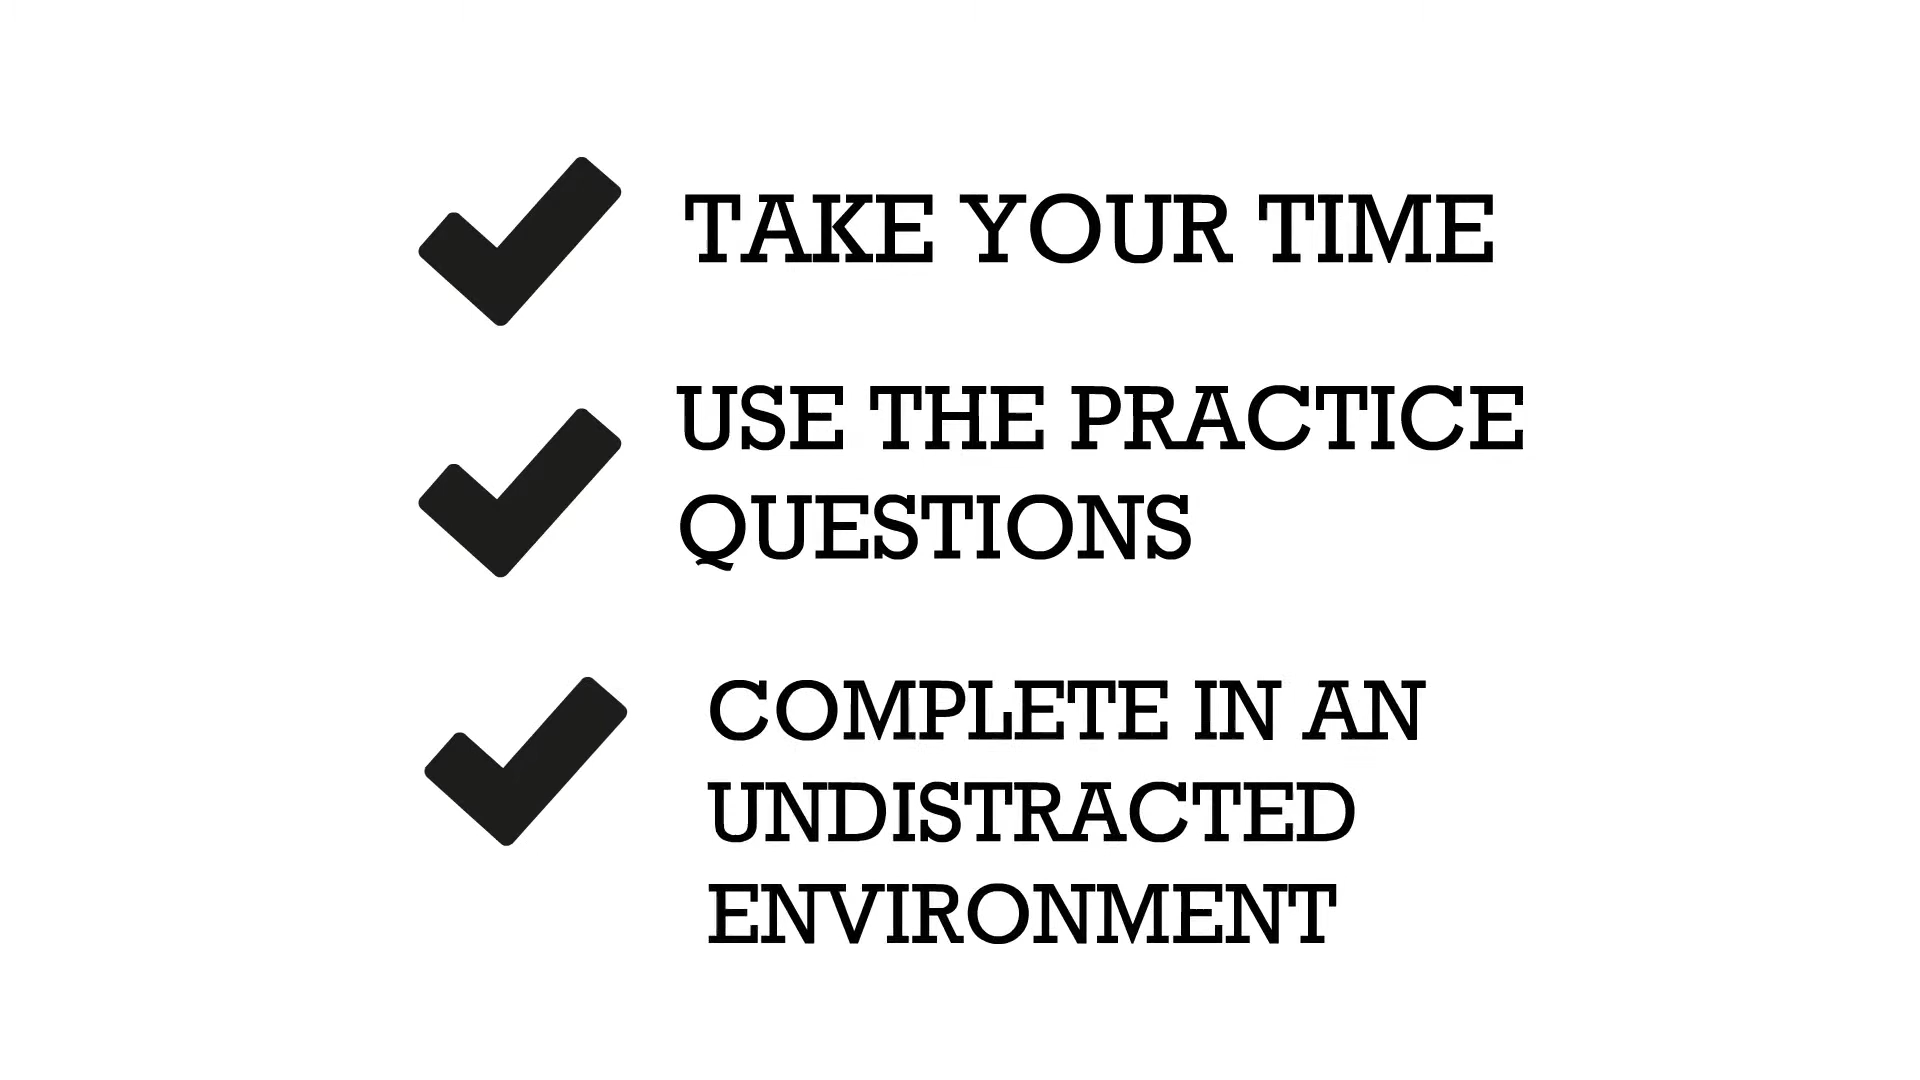 TAKE YOUR TIME
USE THE PRACTICE
QUESTIONS
COMPLETE IN AN
UNDISTRACTED
ENVIRONMENT